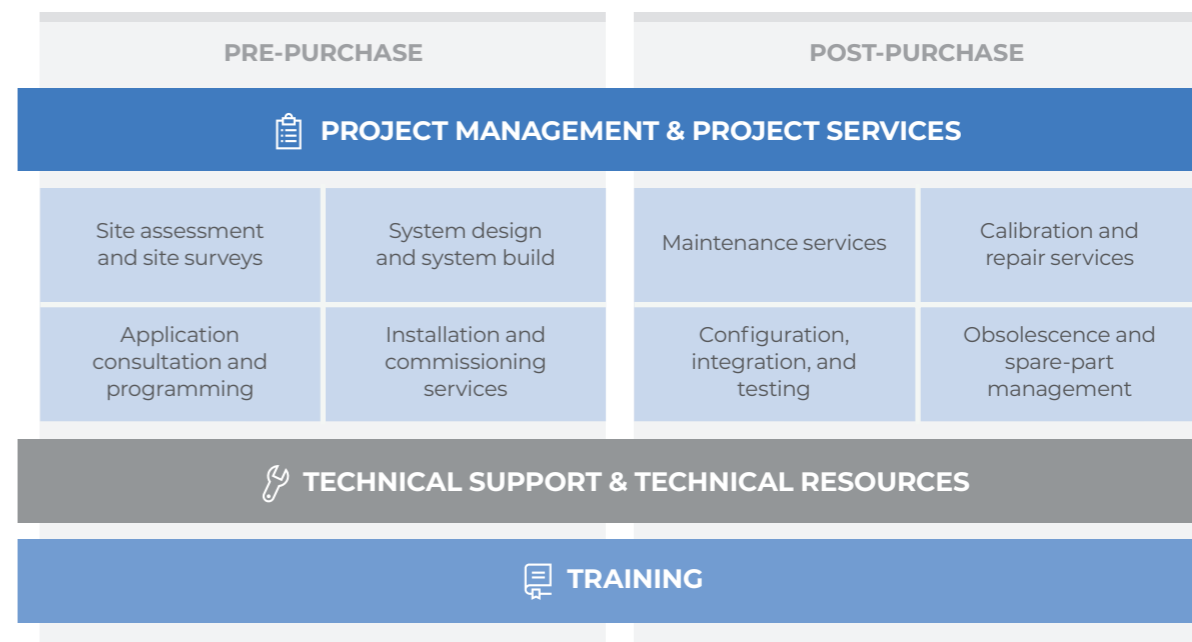 PRE-PURCHASE
POST-PURCHASE
PROJECT MANAGEMENT & PROJECT SERVICES
Site assessment
and site surveys
System design
and system build
Maintenance services
Calibration and
repair services
Application
consultation and
programming
Installation and
commissioning
services
Configuration,
integration, and
testing
Obsolescence and
spare-part
management
TECHNICAL SUPPORT & TECHNICAL RESOURCES
TRAINING